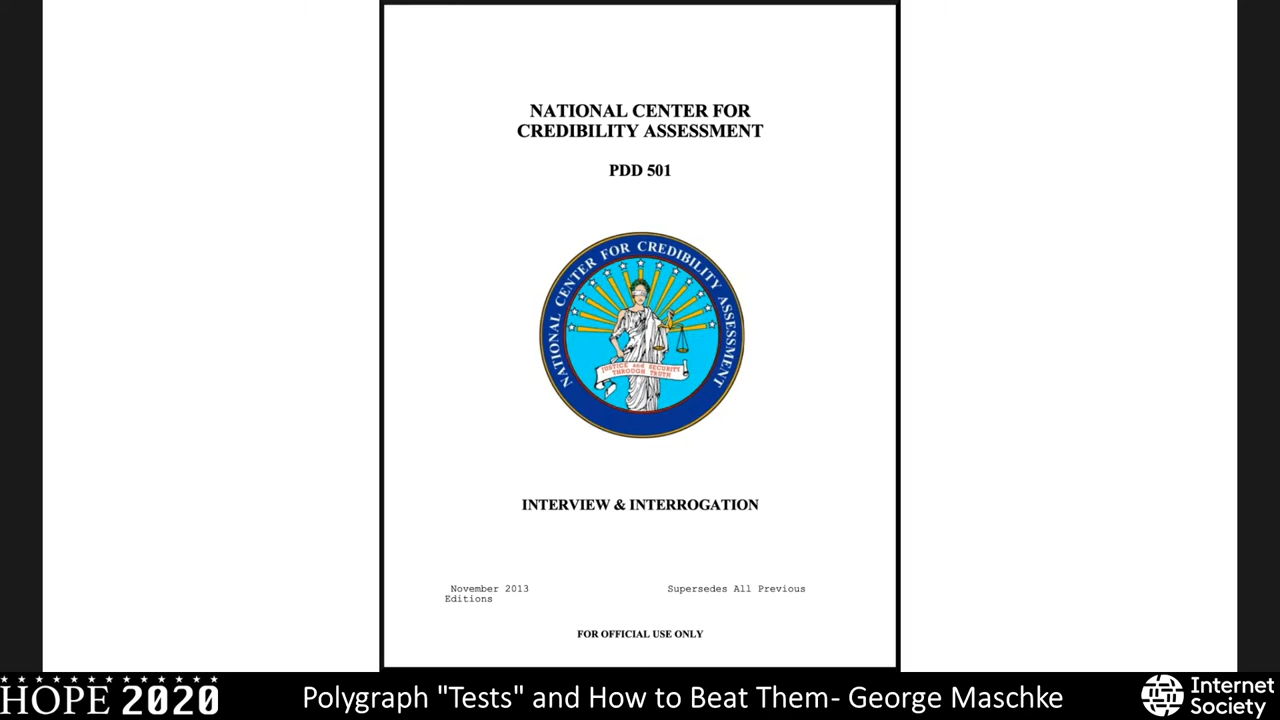 NATIONAL CENTER FOR
CREDIBILITY ASSESSMENT
PDD 501
NATIONAL CENTER FOR CREDIBILITY ASSESSMENT
JUSTICE and SECURITY
THROUGH TRUTH
INTERVIEW & INTERROGATION
November 2013 Supersedes All Previous
Editions
FOR OFFICIAL USE ONLY
HOPE 2020 Polygraph "Tests" and How to Beat Them- George Maschke Internet
Society